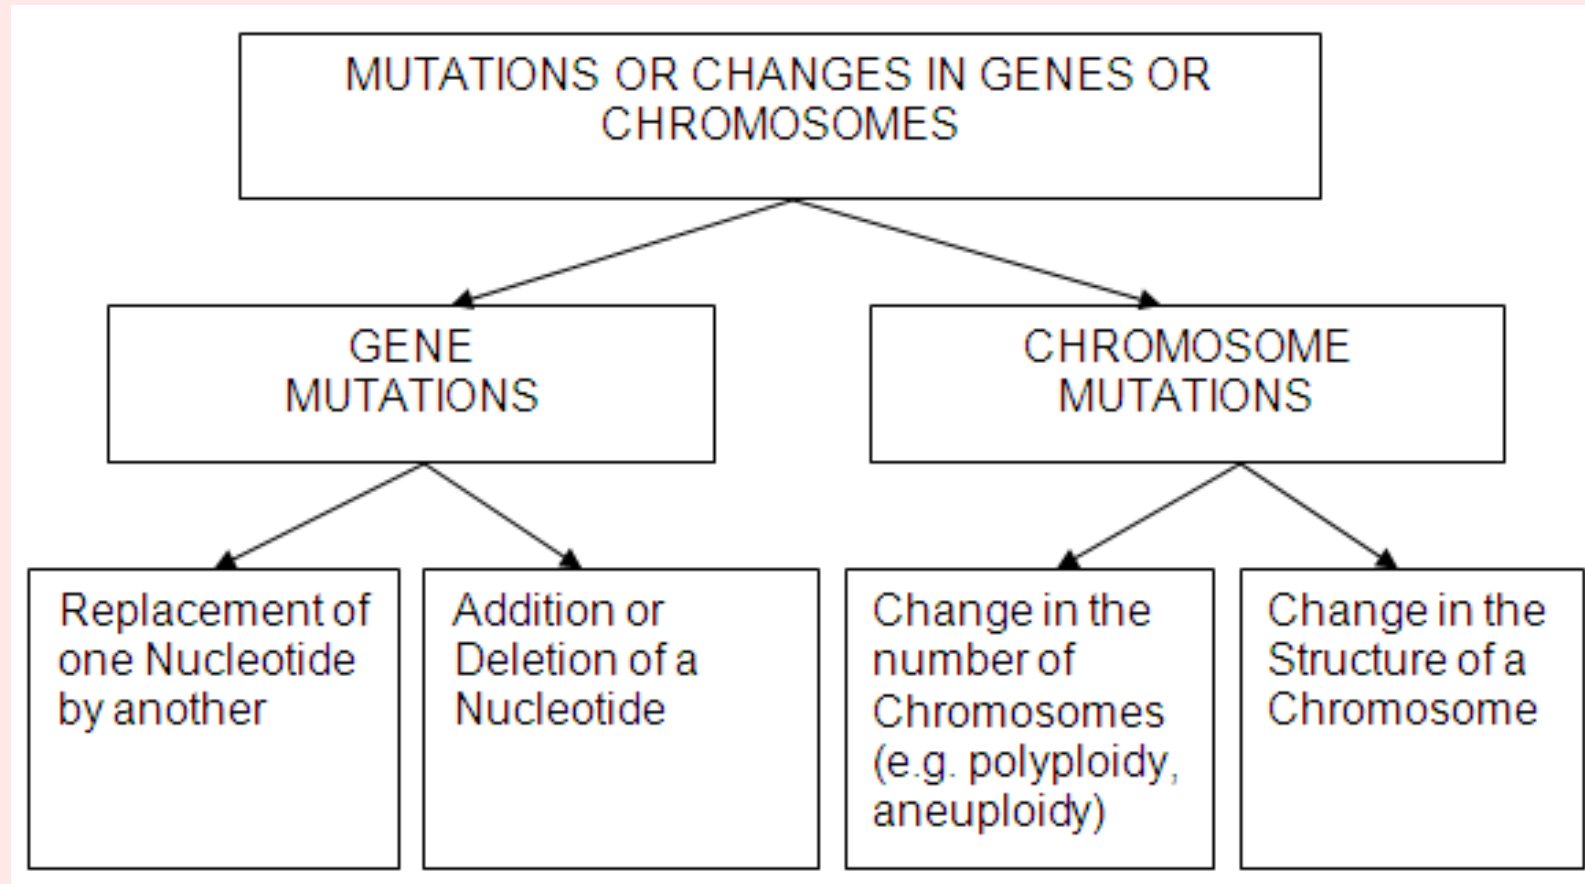 MUTATIONS OR CHANGES IN GENES OR
CHROMOSOMES
GENE
MUTATIONS
CHROMOSOME
MUTATIONS
Replacement of
one Nucleotide
by another
Addition or
Deletion of a
Nucleotide
Change in the
number of
Chromosomes
(e.g. polyploidy,
aneuploidy)
Change in the
Structure of a
Chromosome